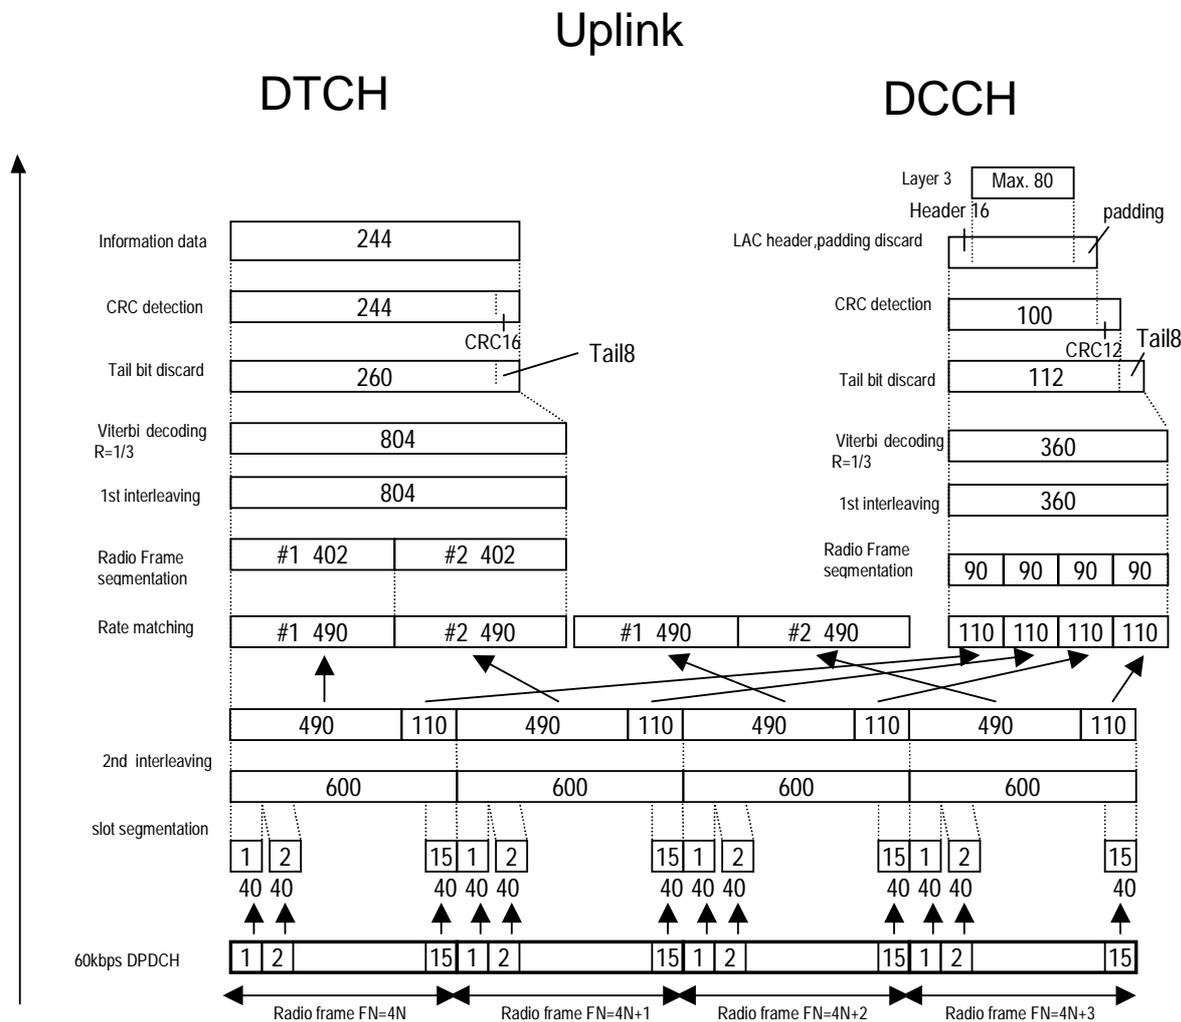 Uplink
DTCH
DCCH
Layer 3 Max. 80
Header 16 padding
Information data 244
LAC header,padding discard
CRC detection 244
CRC16
CRC detection 100
CRC12
Tail8
Tail bit discard 260
Tail8
Tail bit discard 112
Viterbi decoding
R=1/3
804
Viterbi decoding
R=1/3
360
1st interleaving 804
1st interleaving 360
Radio Frame
segmentation
#1 402 #2 402
Radio Frame
segmentation
90 90 90 90
Rate matching #1 490 #2 490 #1 490 #2 490 110 110 110 110
490 110 490 110 490 110 490 110
2nd interleaving
600 600 600 600
slot segmentation
1 2 15 1 2 15 1 2 15 1 2 15
40 40 40 40 40 40 40 40 40 40 40 40
60kbps DPDCH 1 2 15 1 2 15 1 2 15 1 2 15
Radio frame FN=4N Radio frame FN=4N+1 Radio frame FN=4N+2 Radio frame FN=4N+3